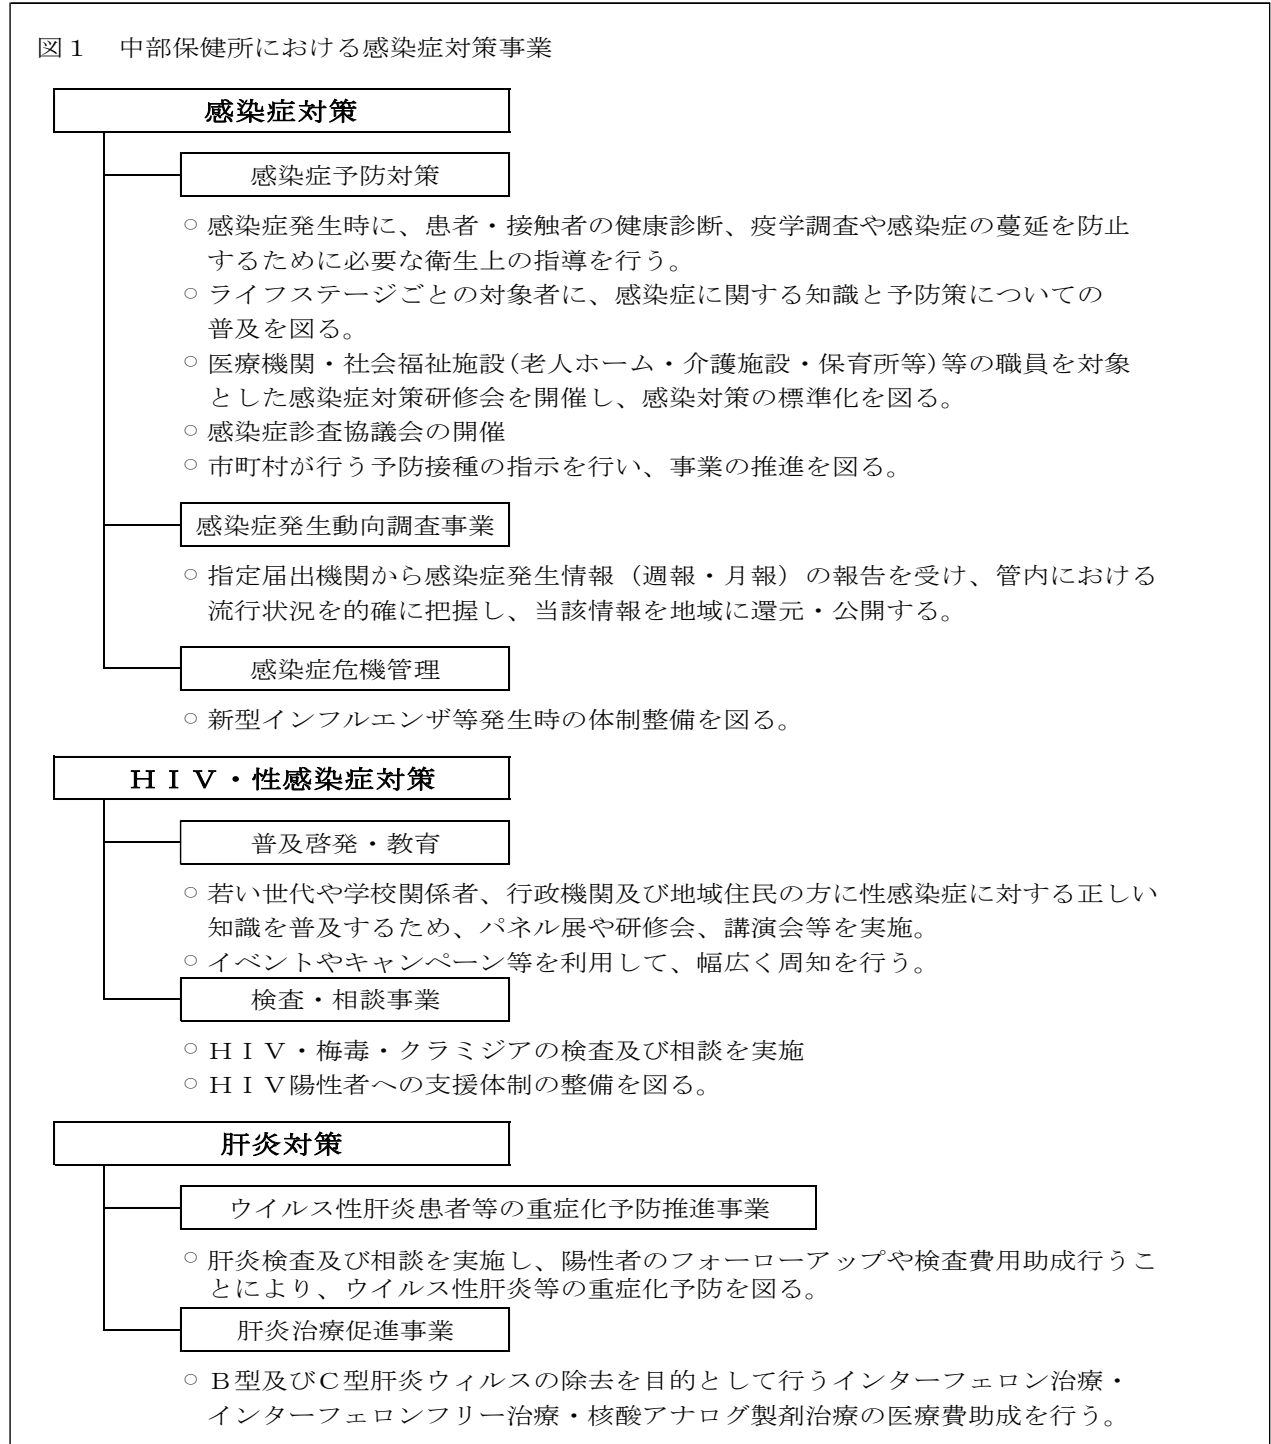 図１　中部保健所における感染症対策事業
感染症対策
感染症予防対策
○ 感染症発生時に、患者・接触者の健康診断、疫学調査や感染症の蔓延を防止
するために必要な衛生上の指導を行う。
○ ライフステージごとの対象者に、感染症に関する知識と予防策についての
普及を図る。
○ 医療機関・社会福祉施設(老人ホーム・介護施設・保育所等)等の職員を対象
とした感染症対策研修会を開催し、感染対策の標準化を図る。
○ 感染症診査協議会の開催
○ 市町村が行う予防接種の指示を行い、事業の推進を図る。
感染症発生動向調査事業
○ 指定届出機関から感染症発生情報（週報・月報）の報告を受け、管内における
流行状況を的確に把握し、当該情報を地域に還元・公開する。
感染症危機管理
○ 新型インフルエンザ等発生時の体制整備を図る。
ＨＩＶ・性感染症対策
普及啓発・教育
○ 若い世代や学校関係者、行政機関及び地域住民の方に性感染症に対する正しい
知識を普及するため、パネル展や研修会、講演会等を実施。
○ イベントやキャンペーン等を利用して、幅広く周知を行う。
検査・相談事業
○ ＨＩＶ・梅毒・クラミジアの検査及び相談を実施
○ ＨＩＶ陽性者への支援体制の整備を図る。
肝炎対策
ウイルス性肝炎患者等の重症化予防推進事業
○ 肝炎検査及び相談を実施し、陽性者のフォーローアップや検査費用助成行うこ
とにより、ウイルス性肝炎等の重症化予防を図る。
肝炎治療促進事業
○ Ｂ型及びＣ型肝炎ウィルスの除去を目的として行うインターフェロン治療・
インターフェロンフリー治療・核酸アナログ製剤治療の医療費助成を行う。